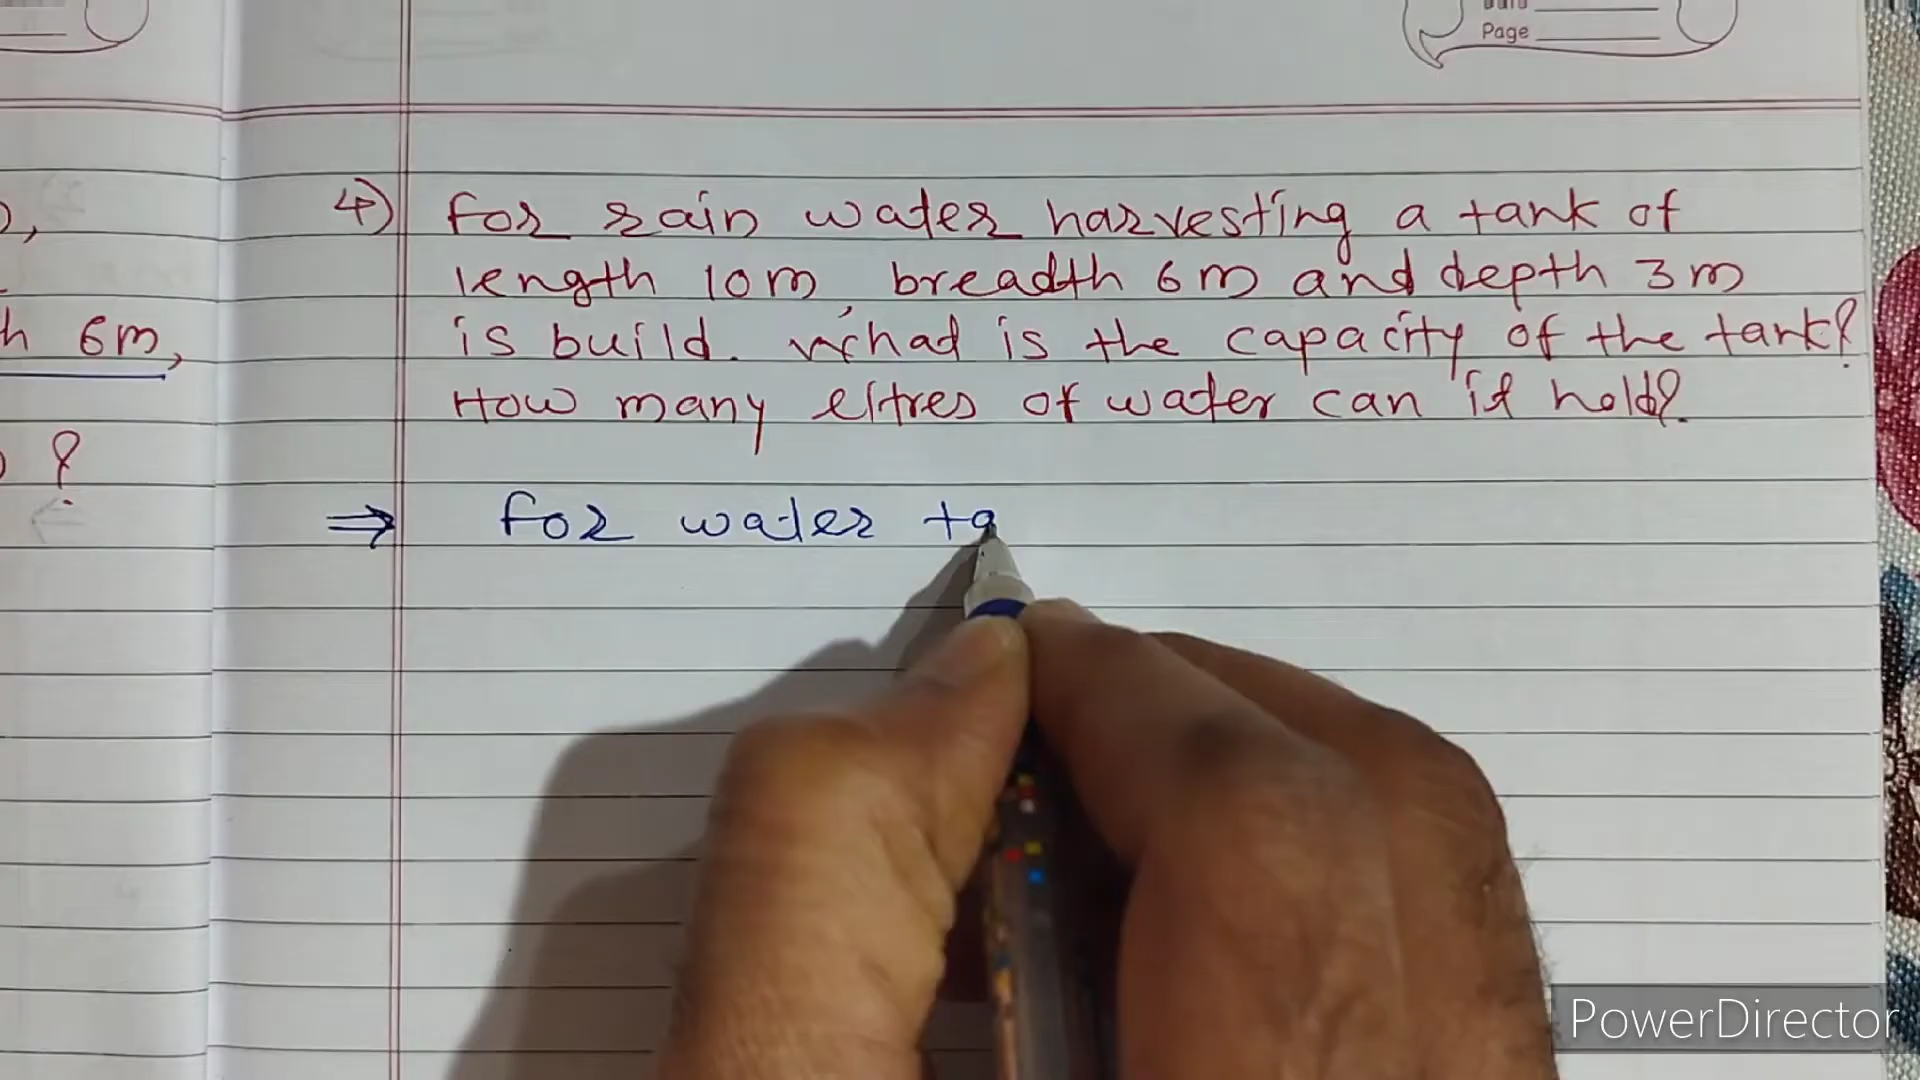 Page
4) For rain water harvesting a tank of
length 10m, breadth 6m and depth 3m
is build. What is the capacity of the tank?
How many litres of water can it hold?
h 6m,
?
⇒ For water ta
PowerDirector